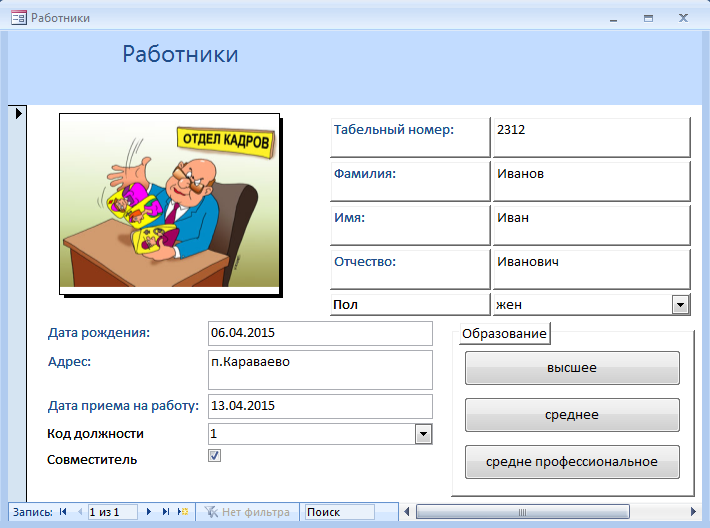 Работники
Работники
ОТДЕЛ КАДРОВ
Табельный номер: 2312
Фамилия: Иванов
Имя: Иван
Отчество: Иванович
Пол жен
Дата рождения: 06.04.2015
Адрес: п.Караваево
Дата приема на работу: 13.04.2015
Код должности 1
Совместитель
Образование
высшее
среднее
средне профессиональное
Запись: 1 из 1 Нет фильтра Поиск